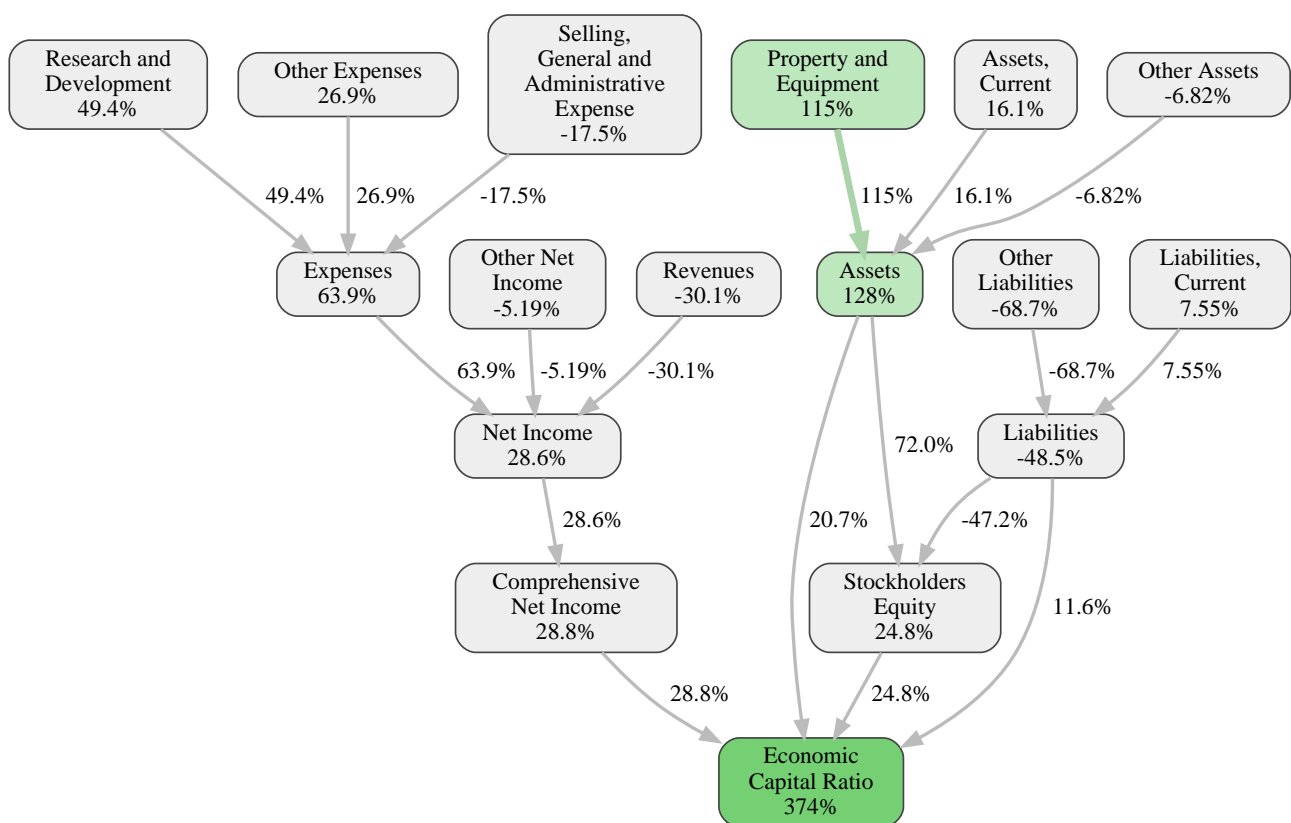 Research and
Development
49.4%
Other Expenses
26.9%
Selling,
General and
Administrative
Expense
-17.5%
Property and
Equipment
115%
Assets,
Current
16.1%
Other Assets
-6.82%
49.4%
26.9%
-17.5%
115%
16.1%
-6.82%
Expenses
63.9%
Other Net
Income
-5.19%
Revenues
-30.1%
Assets
128%
Other
Liabilities
-68.7%
Liabilities,
Current
7.55%
63.9%
-5.19%
-30.1%
-68.7%
7.55%
Net Income
28.6%
72.0%
Liabilities
-48.5%
28.6%
20.7%
-47.2%
Comprehensive
Net Income
28.8%
Stockholders
Equity
24.8%
11.6%
28.8%
24.8%
Economic
Capital Ratio
374%